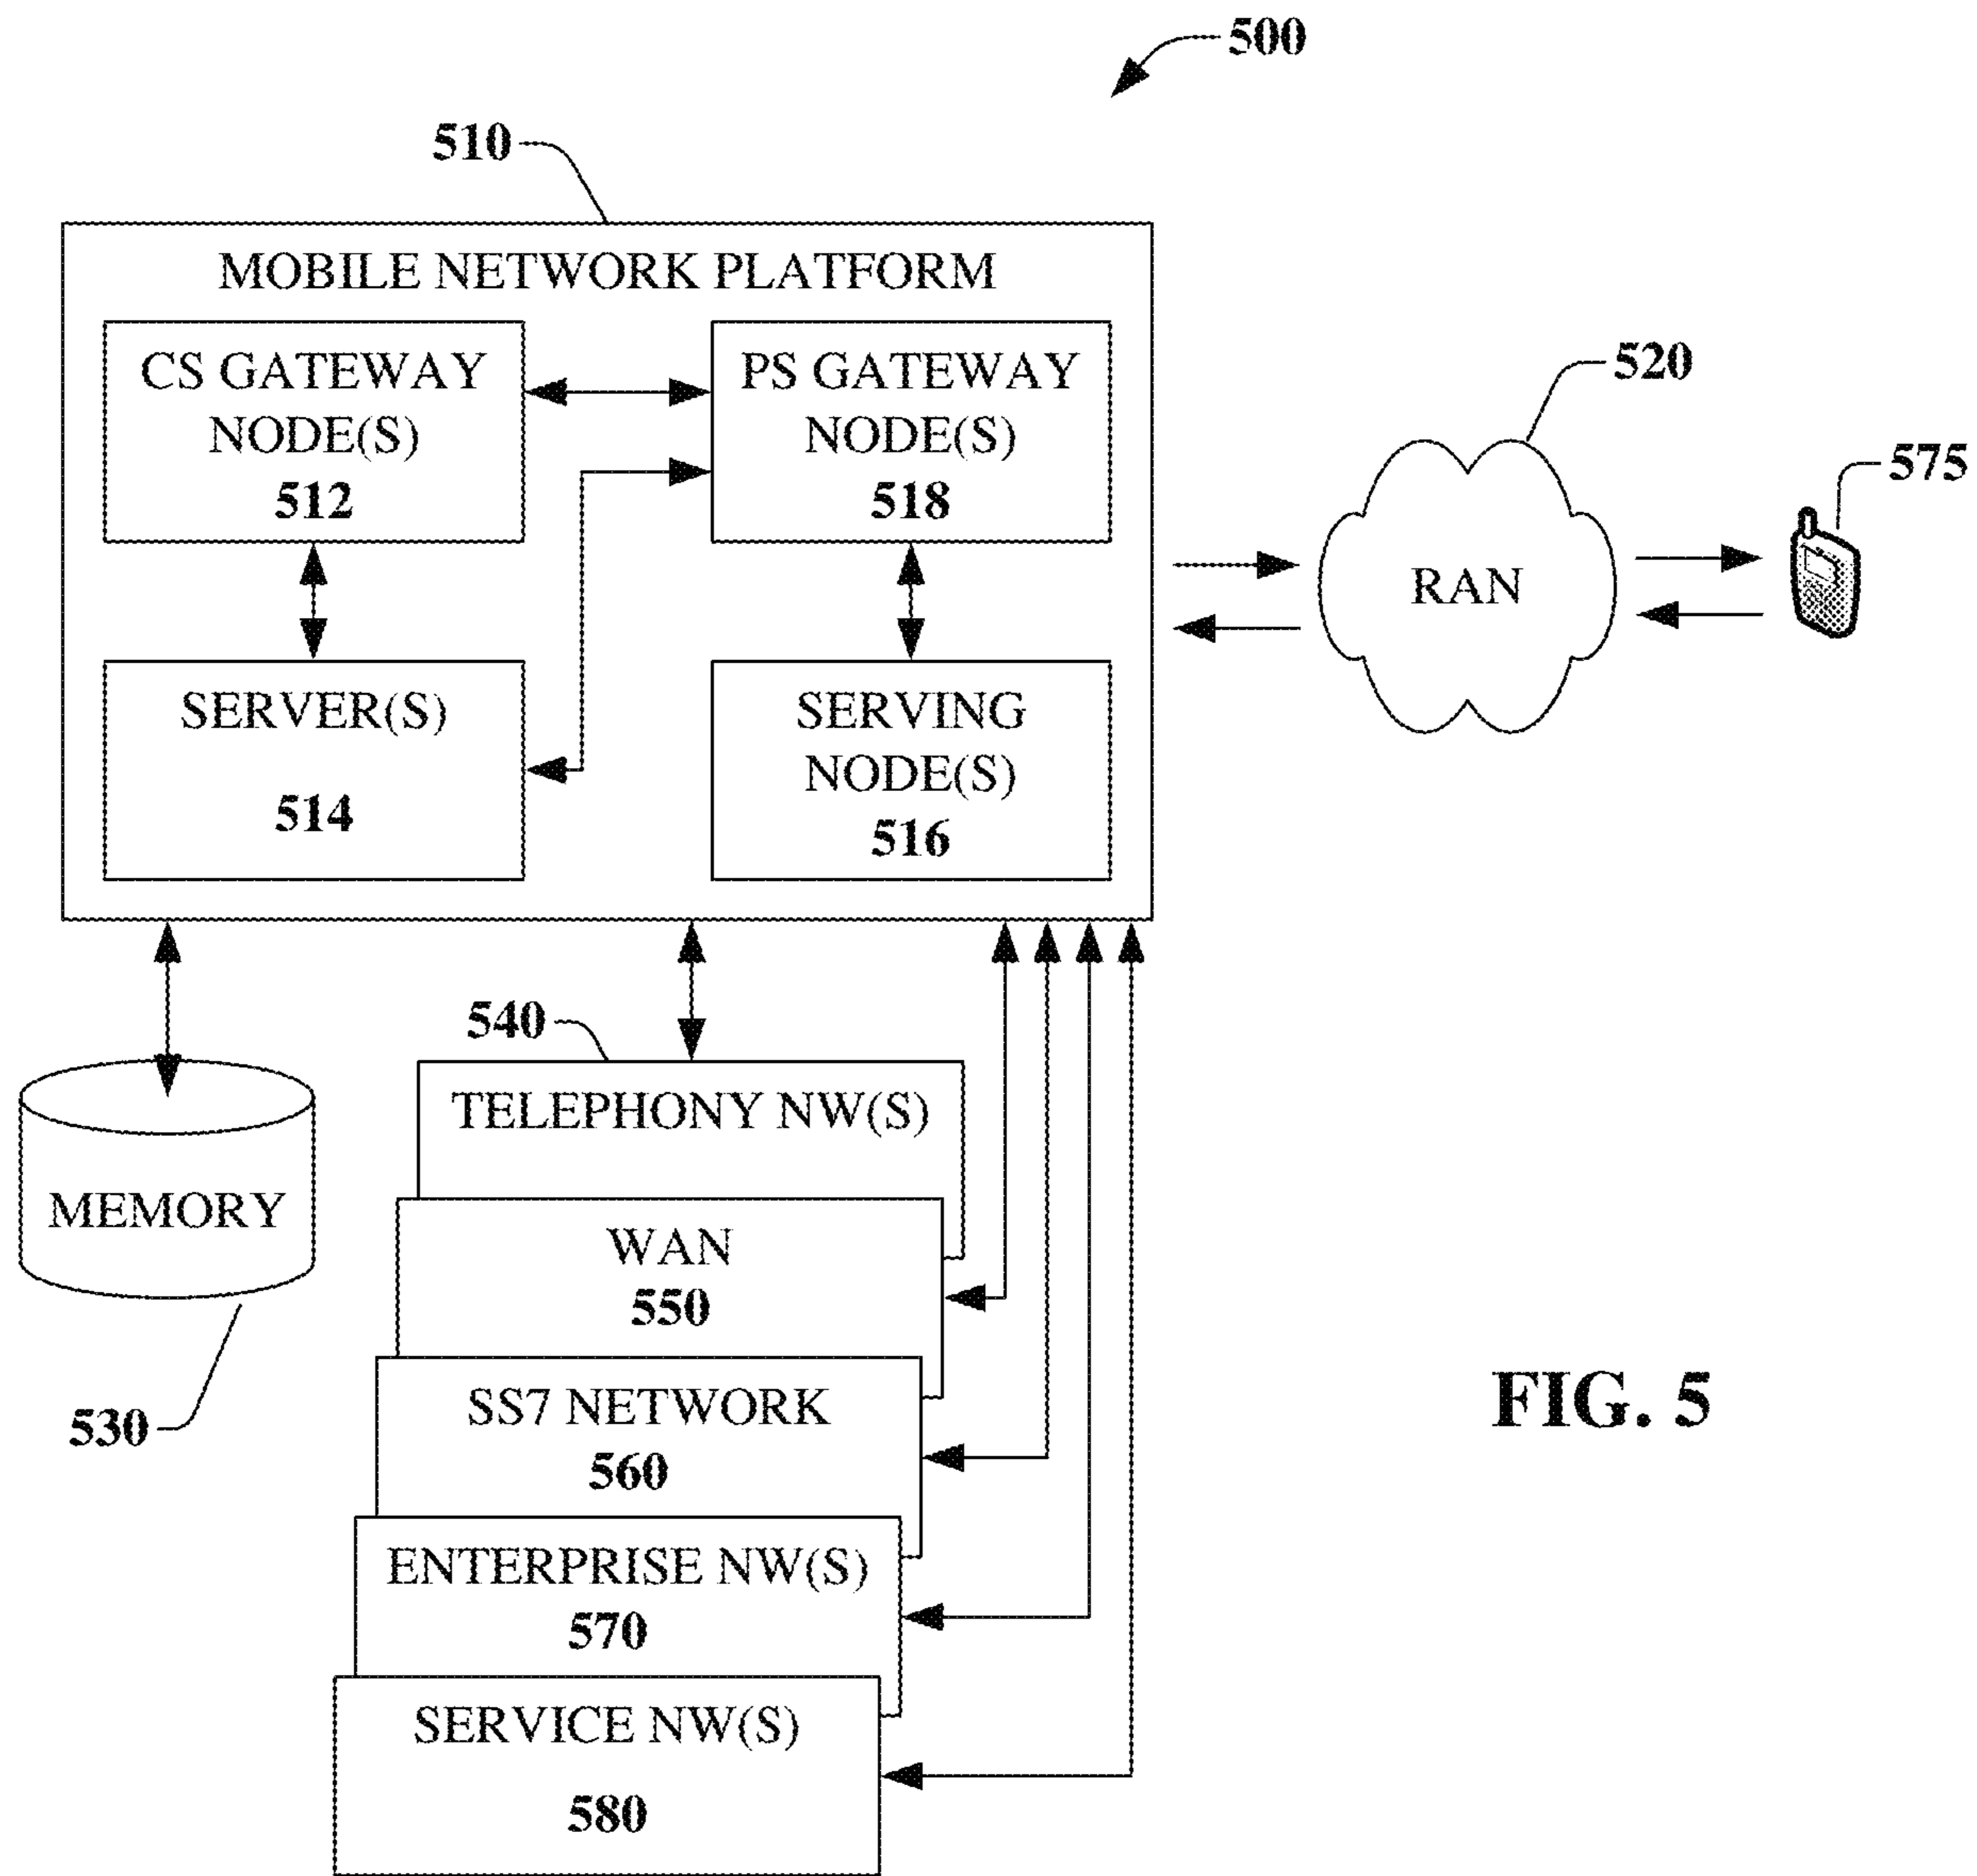 500
510
MOBILE NETWORK PLATFORM
CS GATEWAY
NODE(S)
512
PS GATEWAY
NODE(S)
518
SERVER(S)
514
SERVING
NODE(S)
516
520
RAN
575
540
TELEPHONY NW(S)
MEMORY
530
WAN
550
SS7 NETWORK
560
ENTERPRISE NW(S)
570
SERVICE NW(S)
580
FIG. 5